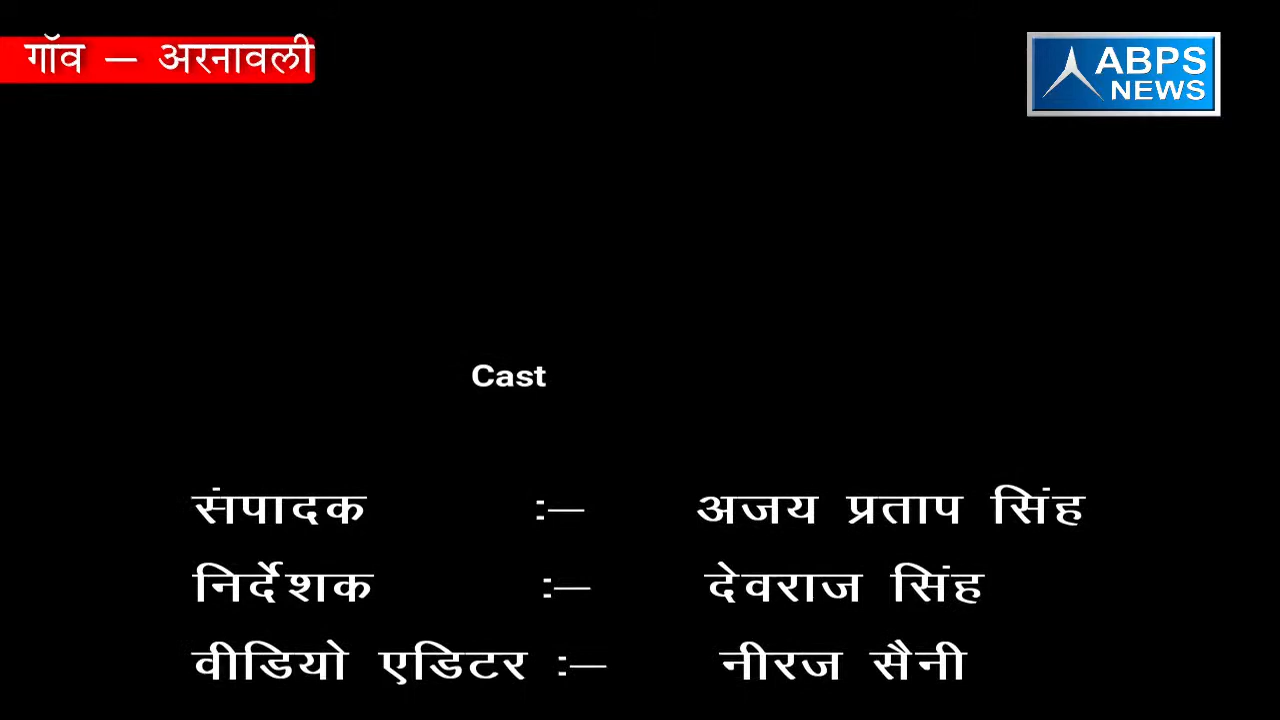 गॉव – अरनावली
ABPS
NEWS
Cast
संपादक :– अजय प्रताप सिंह
निर्देशक :– देवराज सिंह
वीडियो एडिटर :– नीरज सैनी